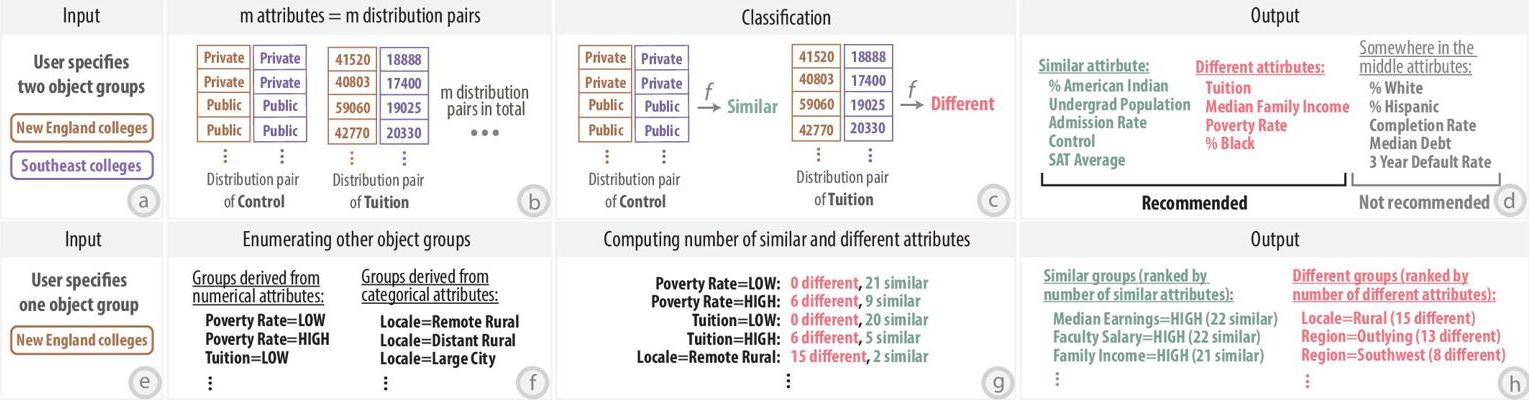 Input
User specifies
two object groups
New England colleges
Southeast colleges
a
m attributes = m distribution pairs
Private Private
Private Private
Public Public
Public Public
Distribution pair
of Control
41520 18888
40803 17400
59060 19025
42770 20330
Distribution pair
of Tuition
m distribution
pairs in total
b
Classification
Private Private
Private Private
Public Public
Public Public
f
Similar
Distribution pair
of Control
41520 18888
40803 17400
59060 19025
42770 20330
f
Different
Distribution pair
of Tuition
c
Output
Similar attribute:
% American Indian
Undergrad Population
Admission Rate
Control
SAT Average
Different attirbutes:
Tuition
Median Family Income
Poverty Rate
% Black
Recommended
Somewhere in the
middle attributes:
% White
% Hispanic
Completion Rate
Median Debt
3 Year Default Rate
Not recommended
d
Input
User specifies
one object group
New England colleges
e
Enumerating other object groups
Groups derived from
numerical attributes:
Poverty Rate=LOW
Poverty Rate=HIGH
Tuition=LOW
Groups derived from
categorical attributes:
Locale=Remote Rural
Locale=Distant Rural
Locale=Large City
f
Computing number of similar and different attributes
Poverty Rate=LOW: 0 different, 21 similar
Poverty Rate=HIGH: 6 different, 9 similar
Tuition=LOW: 0 different, 20 similar
Tuition=HIGH: 6 different, 5 similar
Locale=Remote Rural: 15 different, 2 similar
g
Output
Similar groups (ranked by
number of similar attributes):
Median Earnings=HIGH (22 similar)
Faculty Salary=HIGH (22 similar)
Family Income=HIGH (21 similar)
Different groups (ranked by
number of different attributes):
Locale=Rural (15 different)
Region=Outlying (13 different)
Region=Southwest (8 different)
h